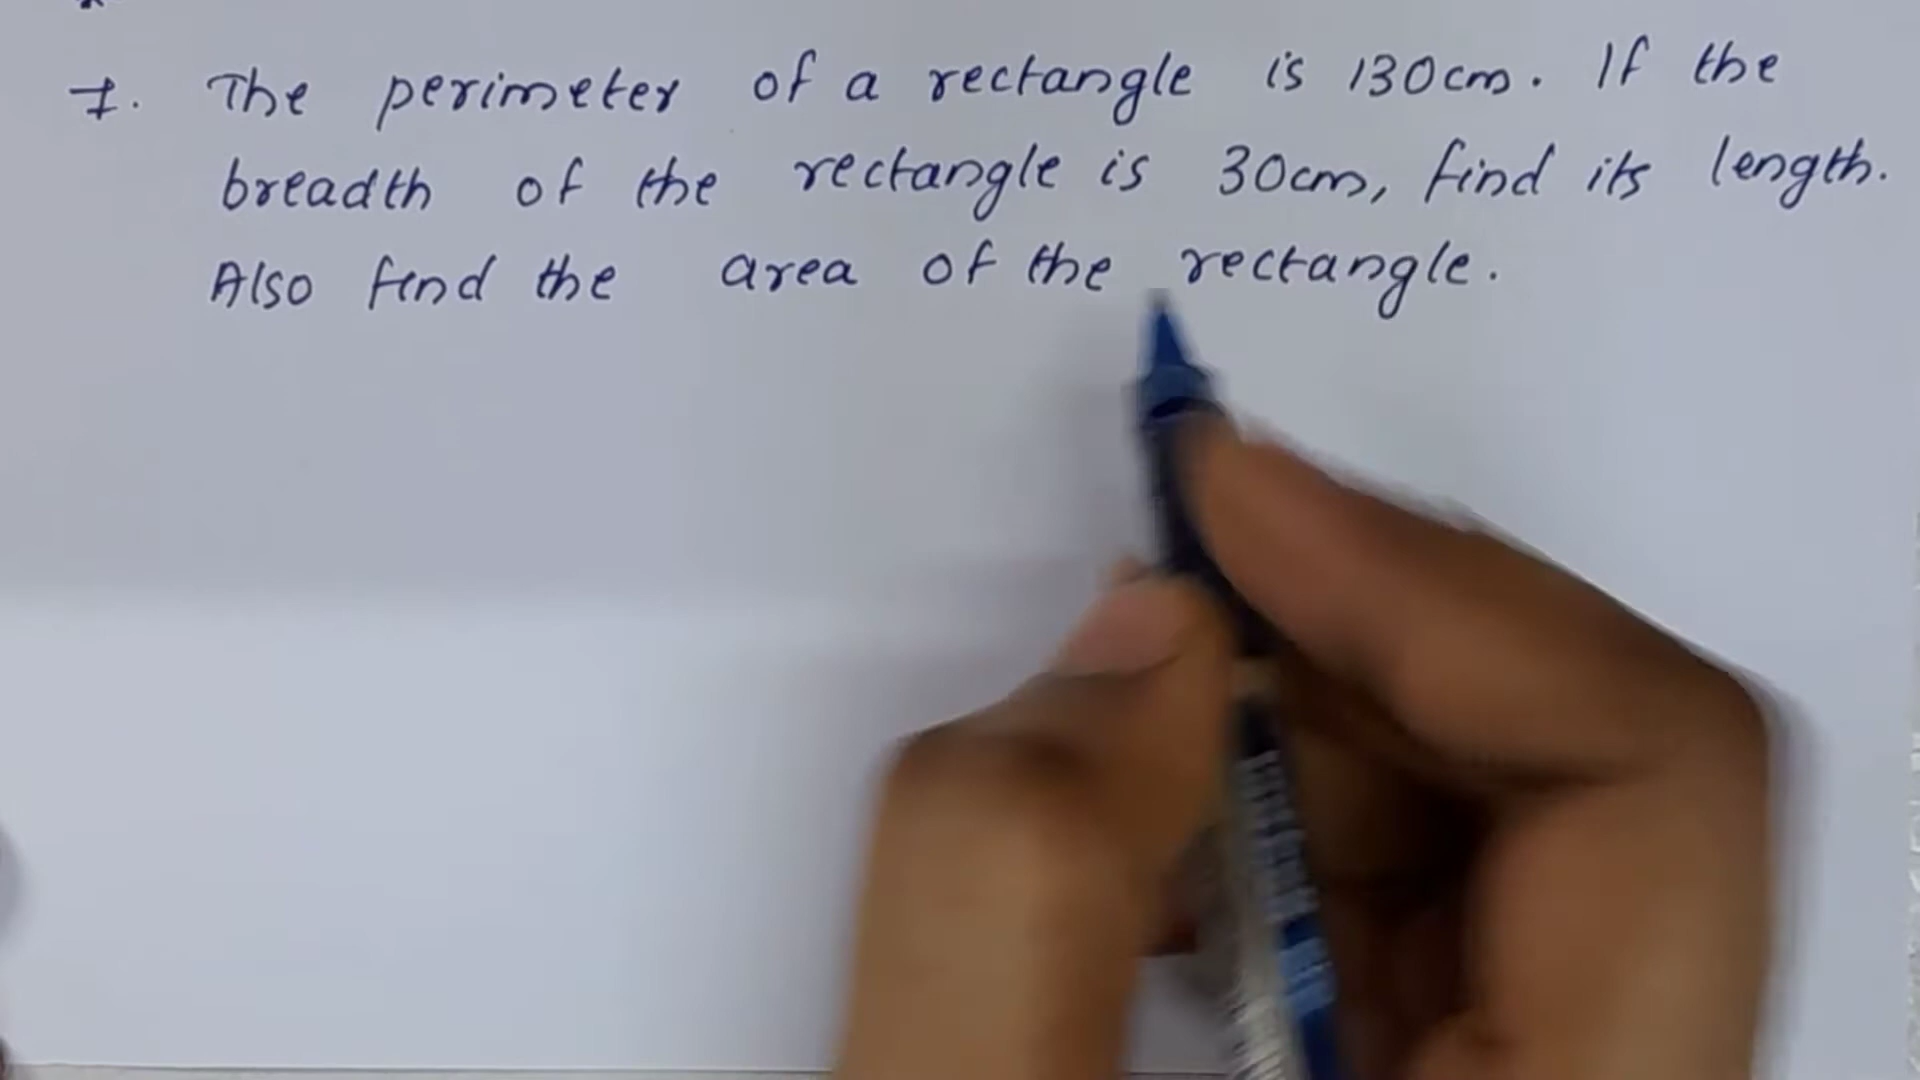 7. The perimeter of a rectangle is 130cm. If the
breadth of the rectangle is 30cm, find its length.
Also find the area of the rectangle.